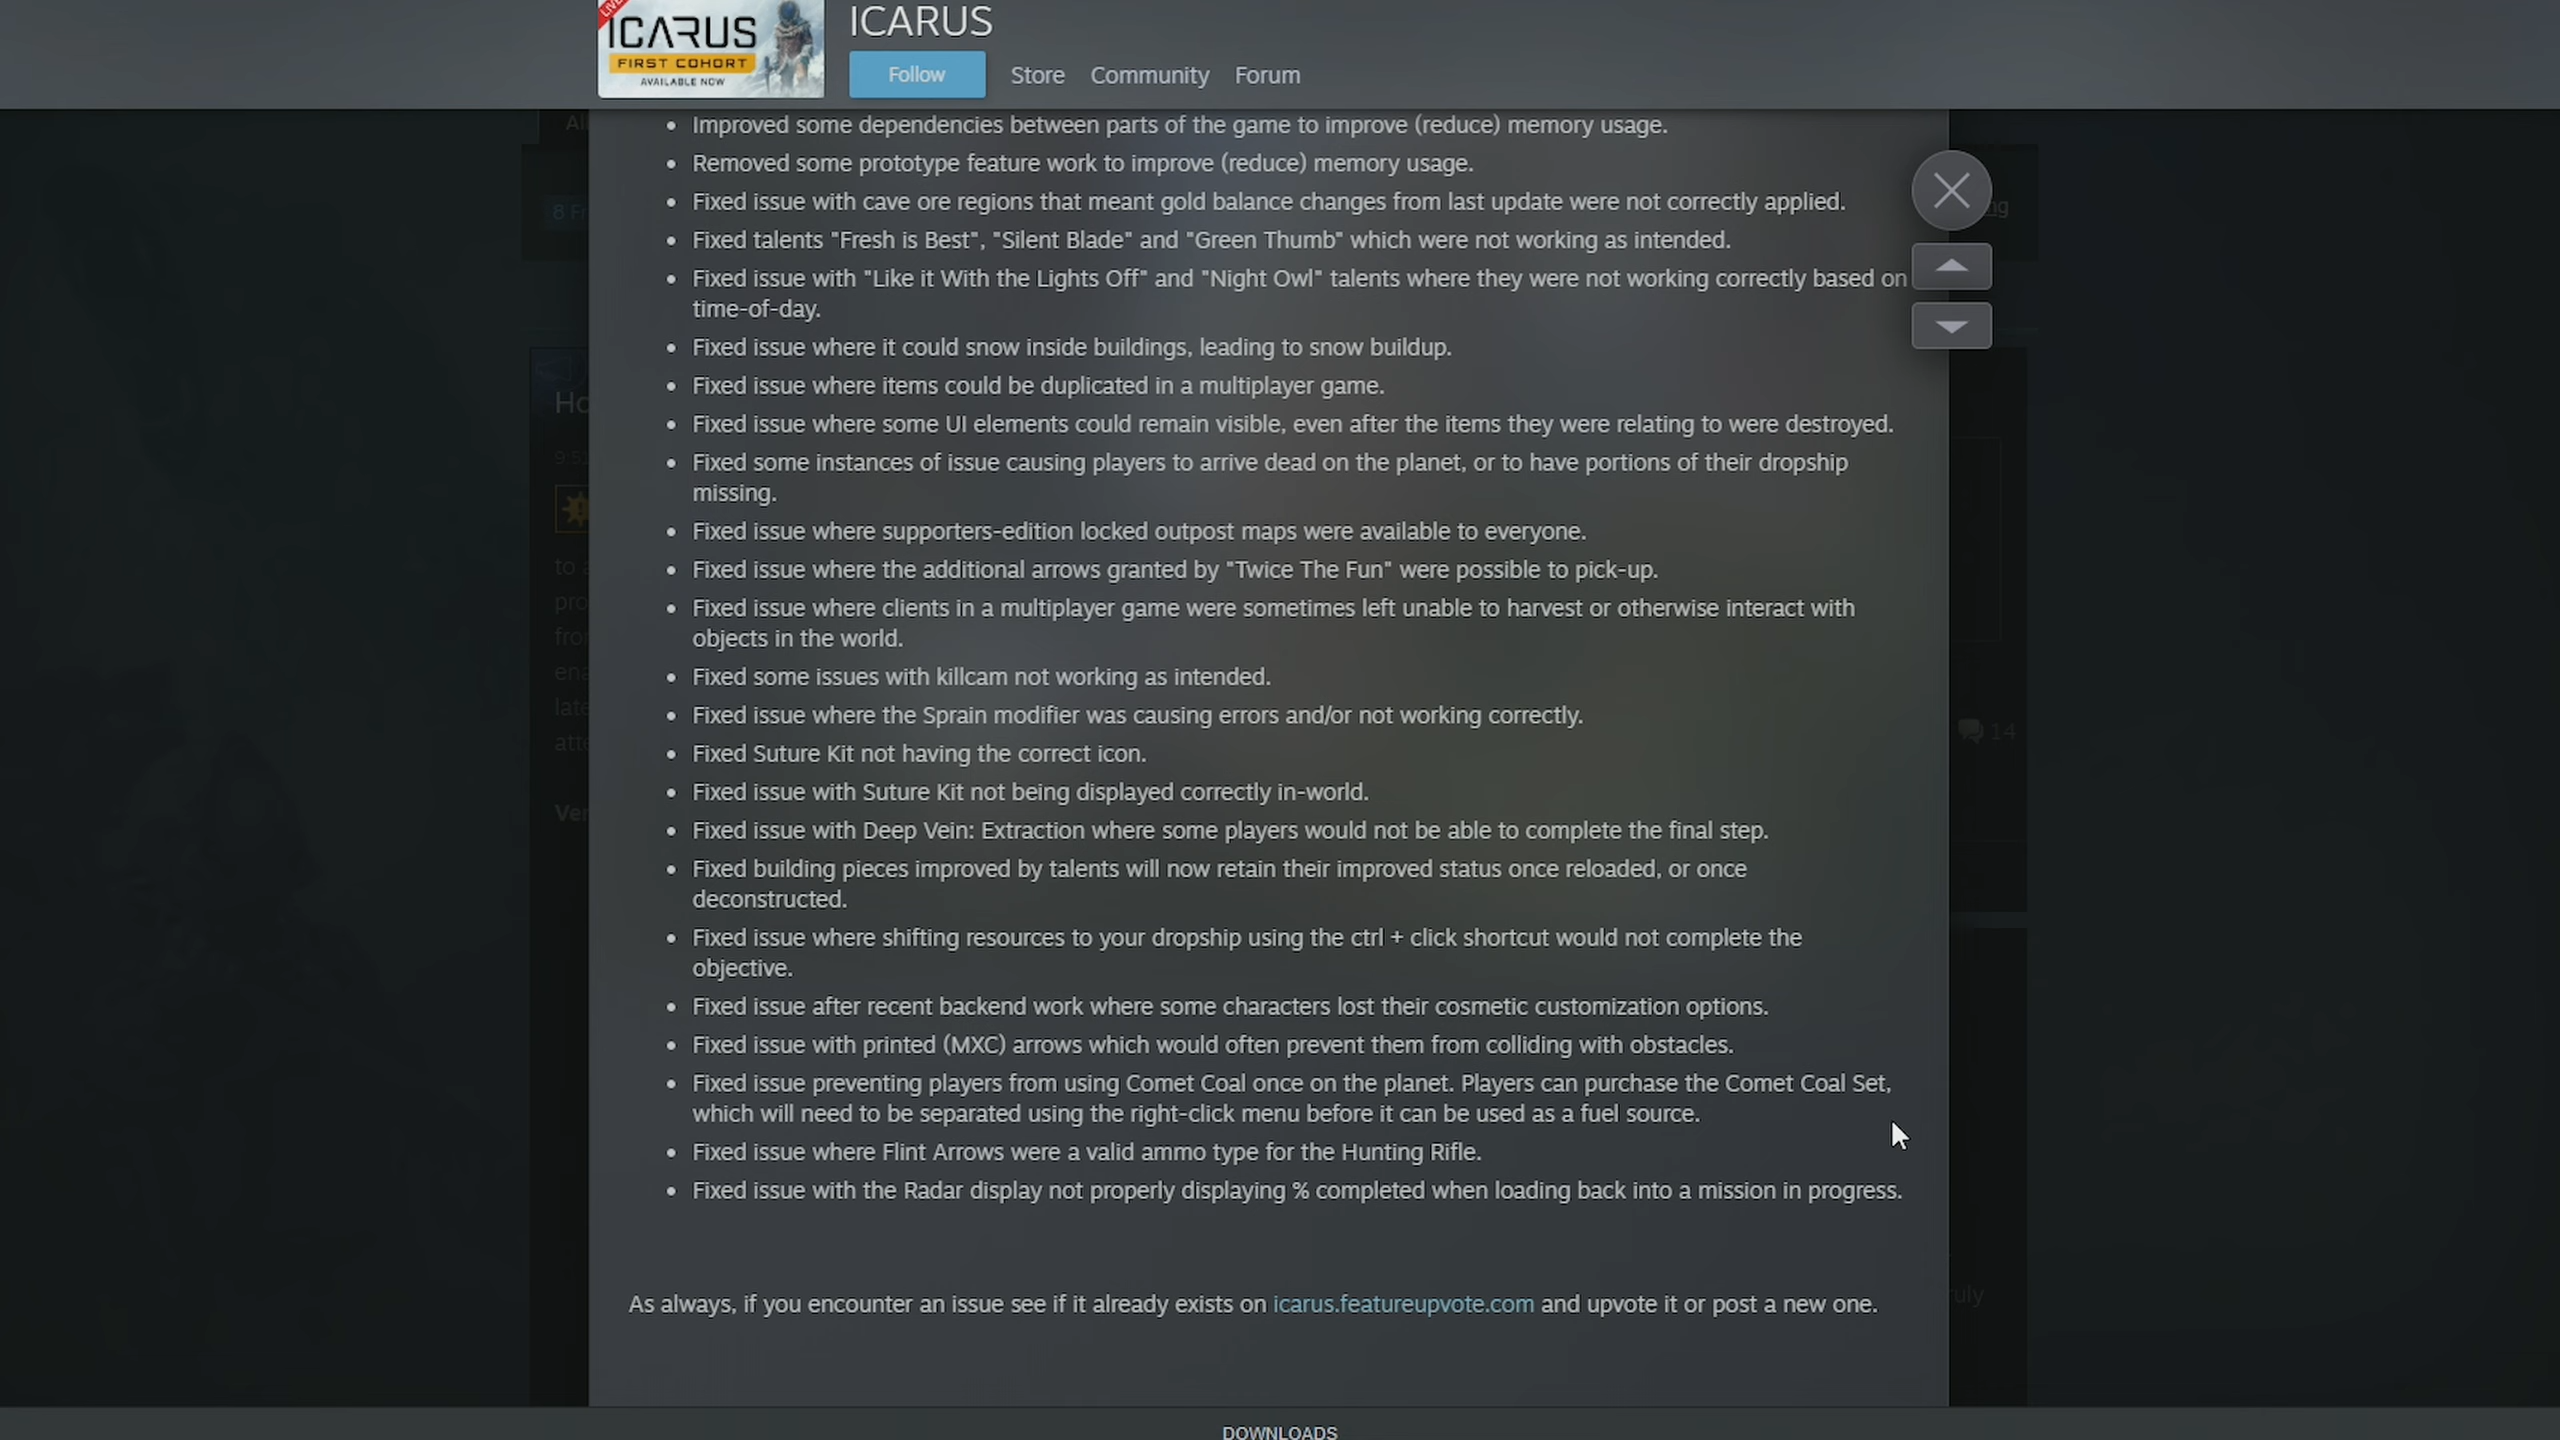 LIVE
ICARUS
ICARUS
FIRST COHORT
AVAILABLE NOW
Follow
Store
Community
Forum
• Improved some dependencies between parts of the game to improve (reduce) memory usage.
• Removed some prototype feature work to improve (reduce) memory usage.
• Fixed issue with cave ore regions that meant gold balance changes from last update were not correctly applied.
• Fixed talents "Fresh is Best", "Silent Blade" and "Green Thumb" which were not working as intended.
• Fixed issue with "Like it With the Lights Off" and "Night Owl" talents where they were not working correctly based on
time-of-day.
• Fixed issue where it could snow inside buildings, leading to snow buildup.
• Fixed issue where items could be duplicated in a multiplayer game.
• Fixed issue where some UI elements could remain visible, even after the items they were relating to were destroyed.
• Fixed some instances of issue causing players to arrive dead on the planet, or to have portions of their dropship
missing.
• Fixed issue where supporters-edition locked outpost maps were available to everyone.
• Fixed issue where the additional arrows granted by "Twice The Fun" were possible to pick-up.
• Fixed issue where clients in a multiplayer game were sometimes left unable to harvest or otherwise interact with
objects in the world.
• Fixed some issues with killcam not working as intended.
• Fixed issue where the Sprain modifier was causing errors and/or not working correctly.
14
• Fixed Suture Kit not having the correct icon.
• Fixed issue with Suture Kit not being displayed correctly in-world.
• Fixed issue with Deep Vein: Extraction where some players would not be able to complete the final step.
• Fixed building pieces improved by talents will now retain their improved status once reloaded, or once
deconstructed.
• Fixed issue where shifting resources to your dropship using the ctrl + click shortcut would not complete the
objective.
• Fixed issue after recent backend work where some characters lost their cosmetic customization options.
• Fixed issue with printed (MXC) arrows which would often prevent them from colliding with obstacles.
• Fixed issue preventing players from using Comet Coal once on the planet. Players can purchase the Comet Coal Set,
which will need to be separated using the right-click menu before it can be used as a fuel source.
• Fixed issue where Flint Arrows were a valid ammo type for the Hunting Rifle.
• Fixed issue with the Radar display not properly displaying % completed when loading back into a mission in progress.
As always, if you encounter an issue see if it already exists on icarus.featureupvote.com and upvote it or post a new one.
DOWNLOADS